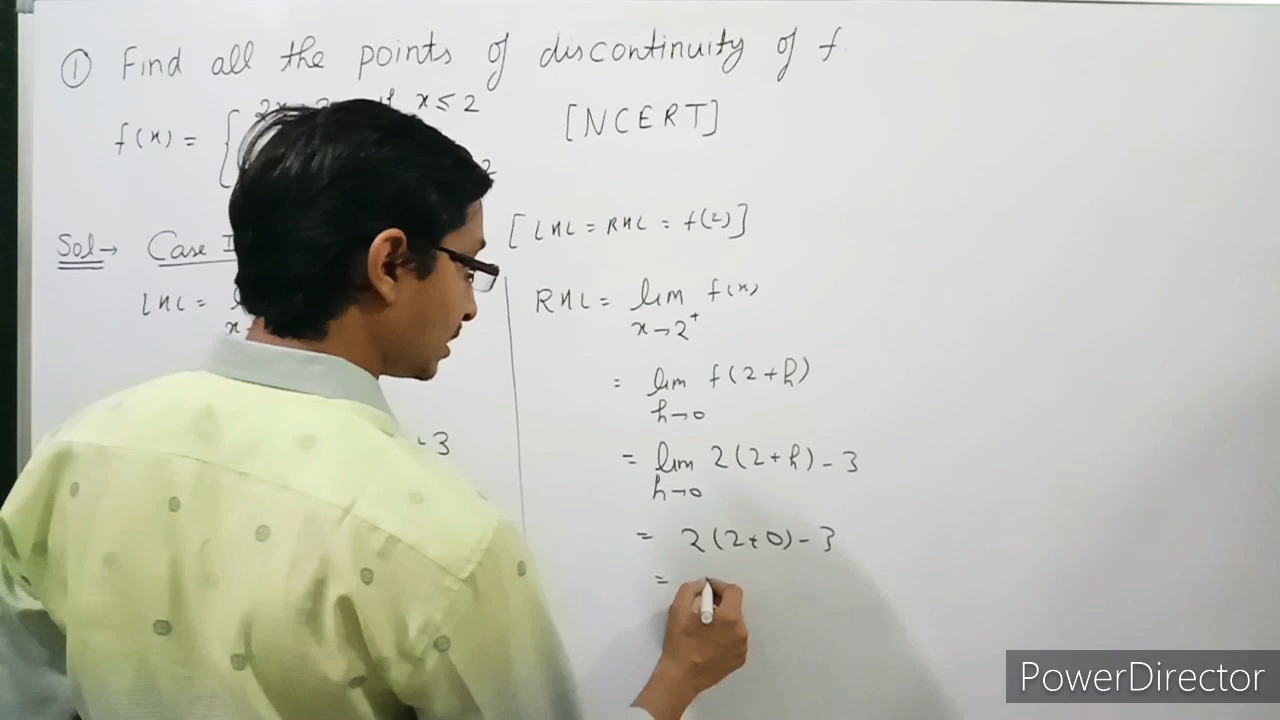 ① Find all the points of discontinuity of f
f(x) = { x ≤ 2
2
[NCERT]
Sol→ Case I
[LHL = RHL = f(2)]
LHL =
x→
- 3
RHL = lim f(x)
x→2⁺
= lim f(2+h)
h→0
= lim 2(2+h) - 3
h→0
= 2(2+0) - 3
=
PowerDirector